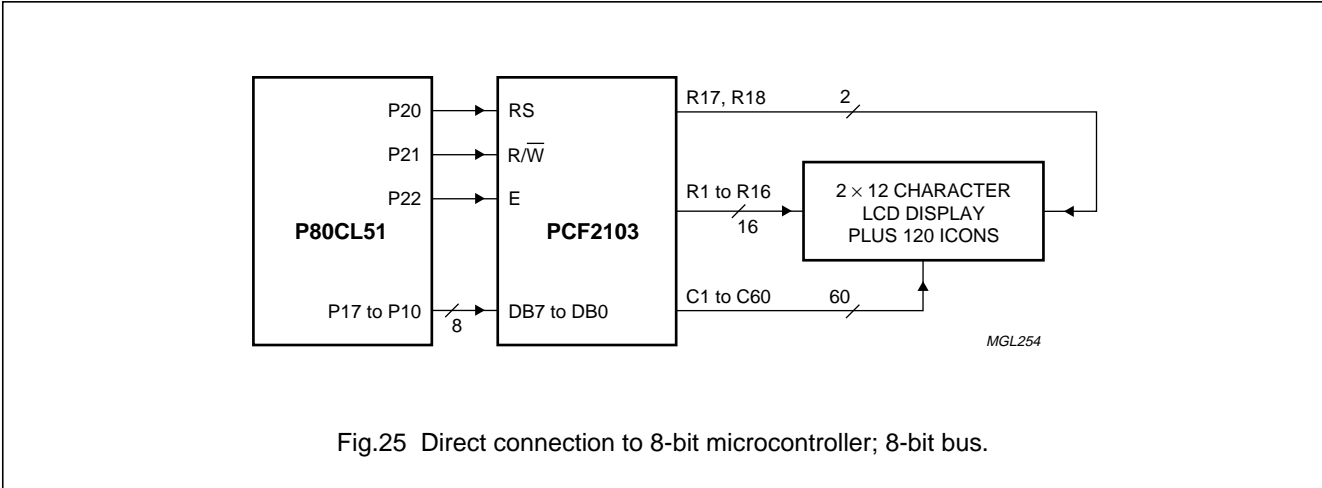 P20
RS
P21
R/W̅
P22
E
P80CL51
PCF2103
P17 to P10
8
DB7 to DB0
R17, R18
2
R1 to R16
16
C1 to C60
60
2 × 12 CHARACTER
LCD DISPLAY
PLUS 120 ICONS
MGL254
Fig.25 Direct connection to 8-bit microcontroller; 8-bit bus.